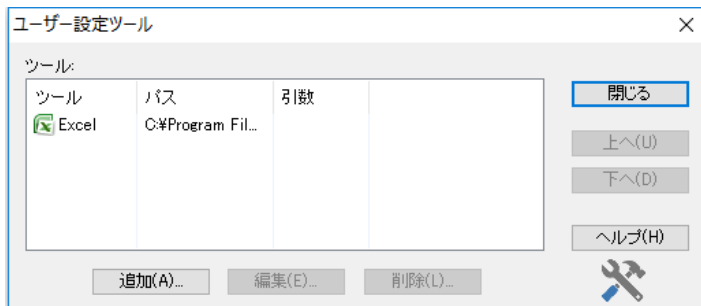 ユーザー設定ツール
ツール:
ツール パス 引数
Excel C:¥Program Fil...
閉じる
上へ(U)
下へ(D)
ヘルプ(H)
追加(A)... 編集(E)... 削除(L)...